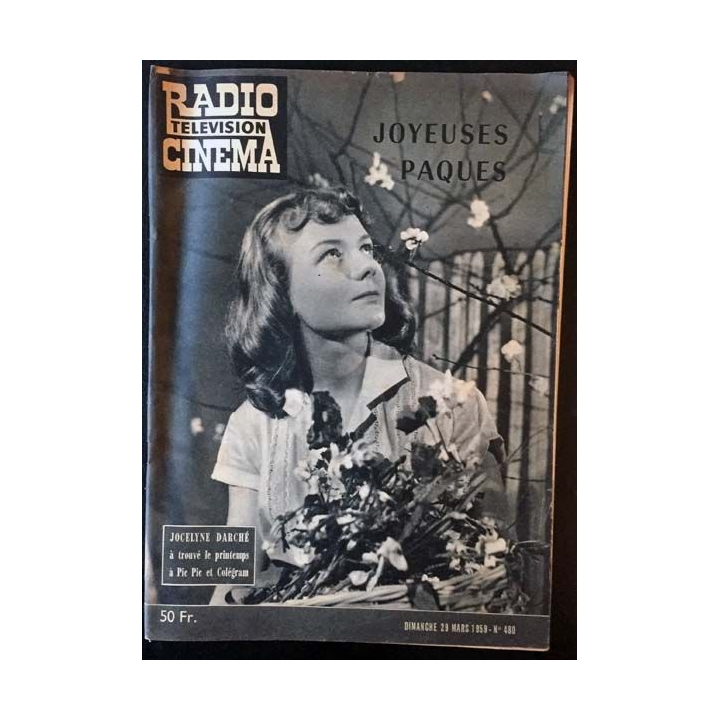 RADIO
TELEVISION
CINEMA
JOYEUSES
PAQUES
JOCELYNE DARCHÉ
à trouvé le printemps
à Pic Pic et Colégram
50 Fr.
DIMANCHE 29 MARS 1959 - N° 480